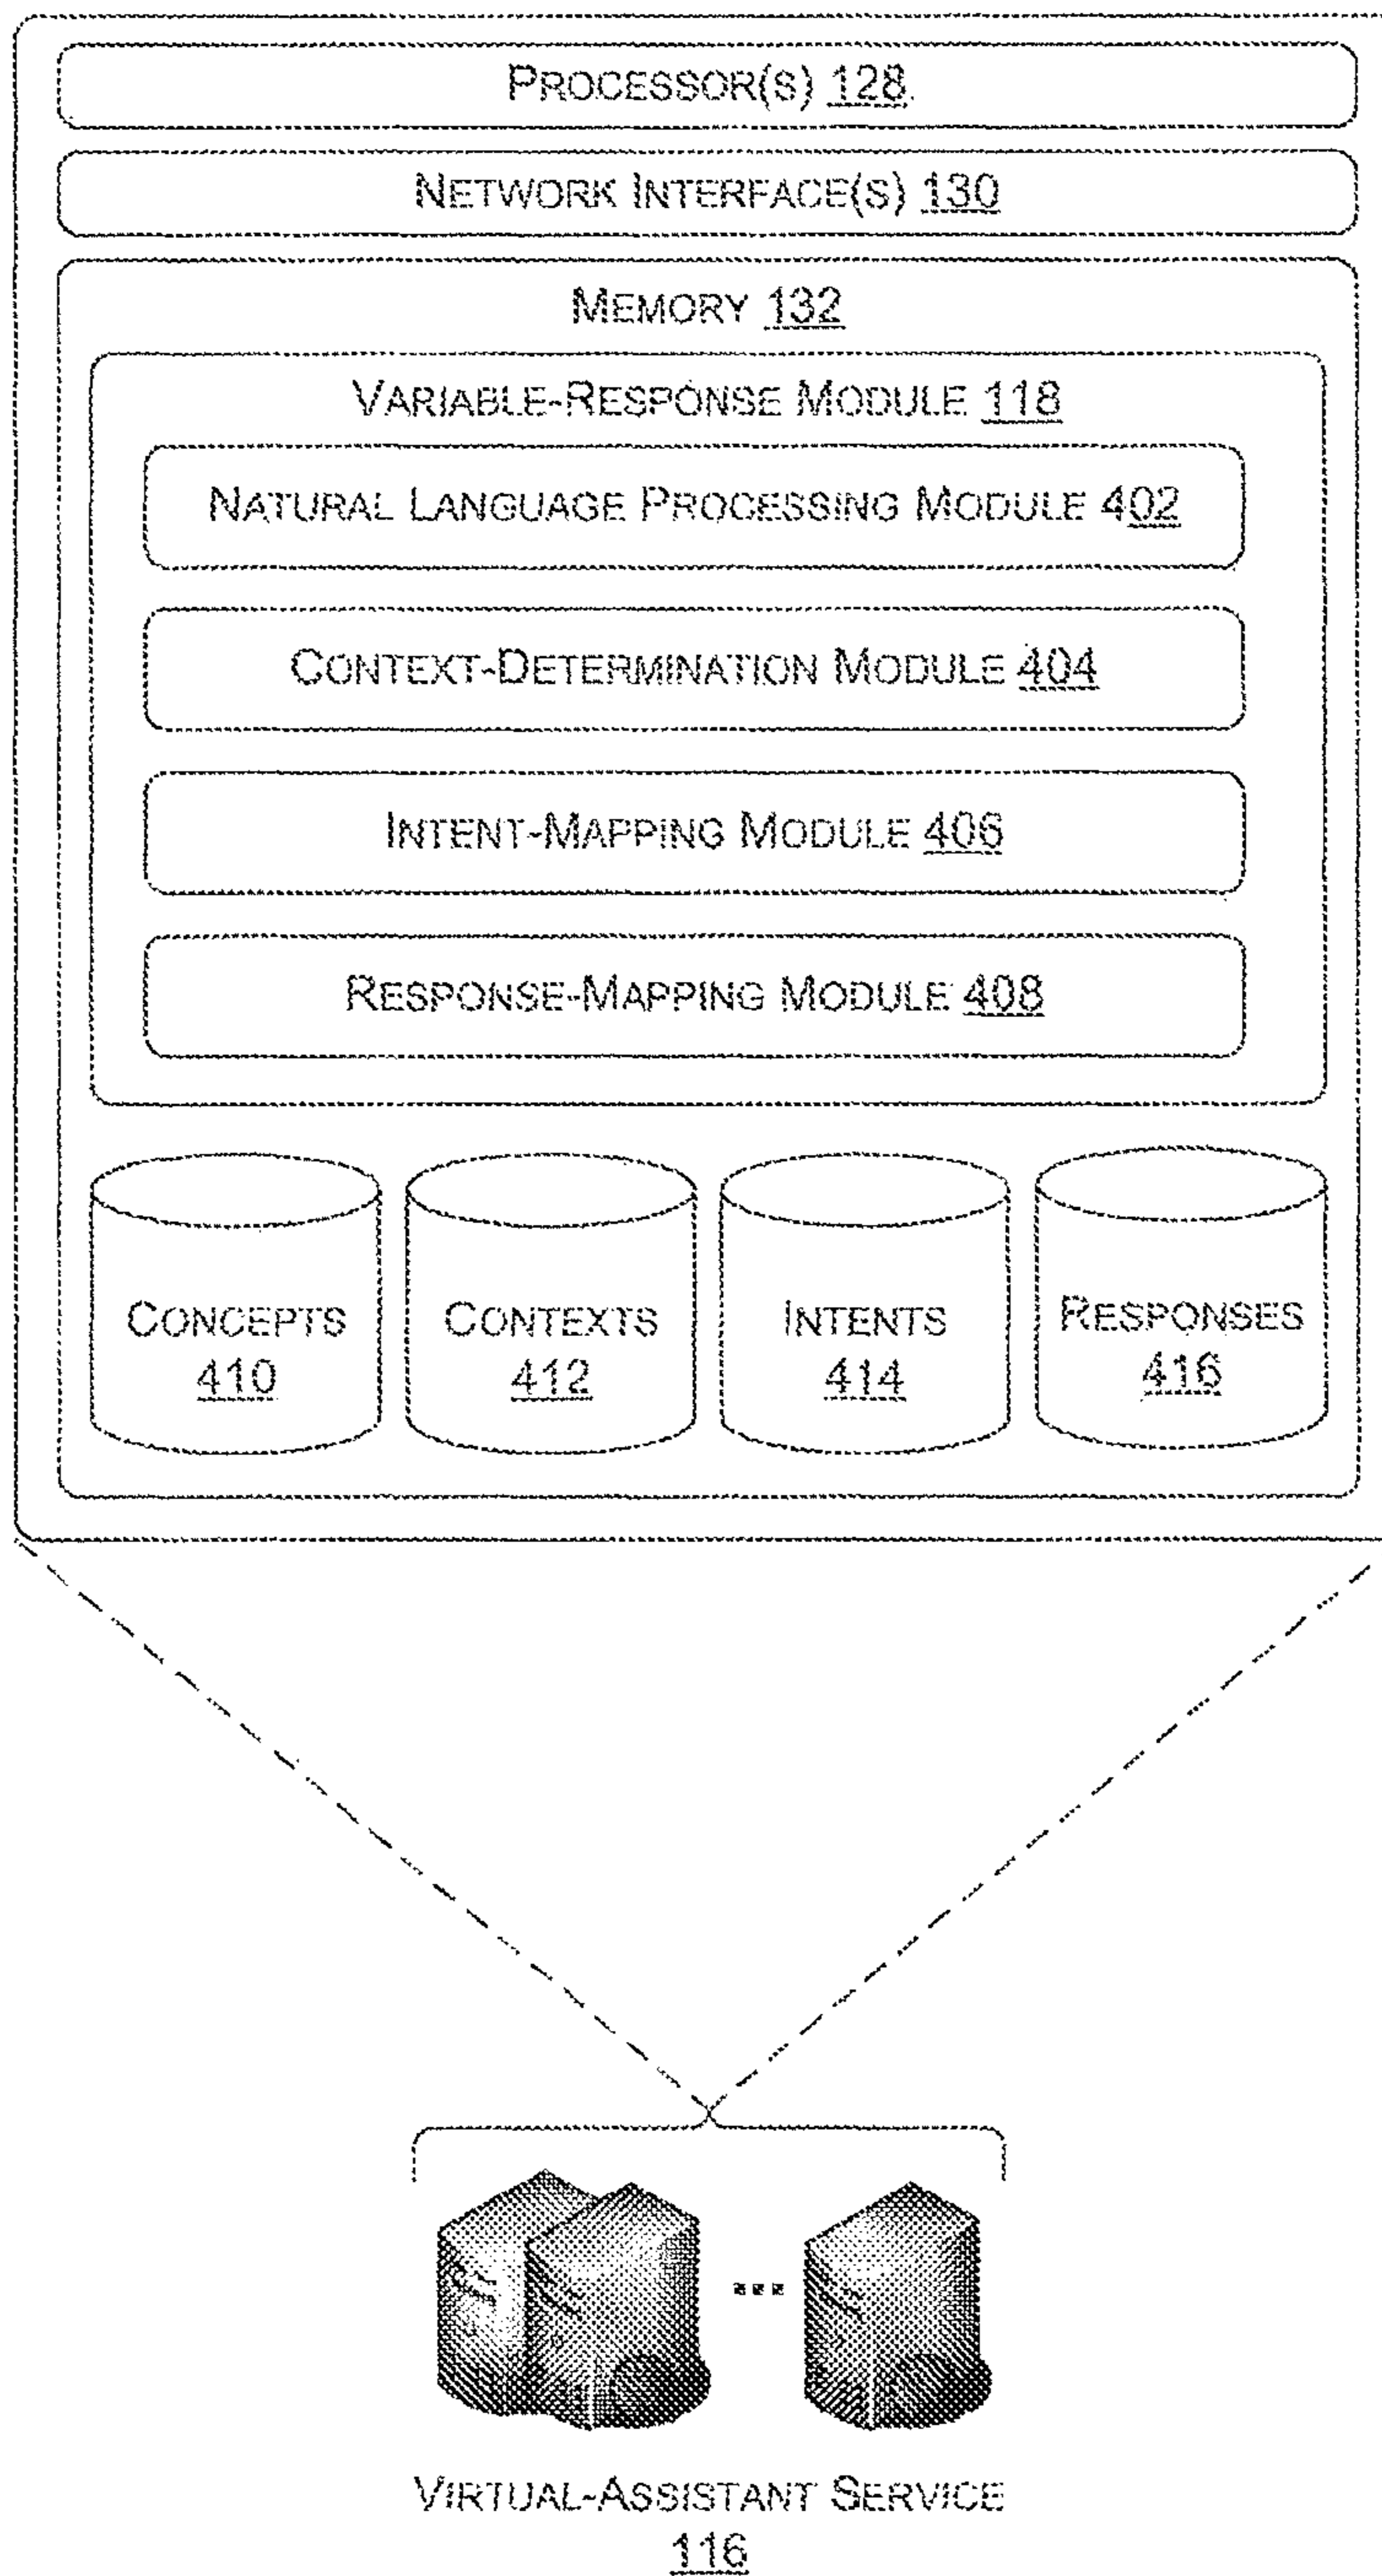 PROCESSOR(S) 128
NETWORK INTERFACE(S) 130
MEMORY 132
VARIABLE-RESPONSE MODULE 118
NATURAL LANGUAGE PROCESSING MODULE 402
CONTEXT-DETERMINATION MODULE 404
INTENT-MAPPING MODULE 406
RESPONSE-MAPPING MODULE 408
CONCEPTS
410
CONTEXTS
412
INTENTS
414
RESPONSES
416
...
VIRTUAL-ASSISTANT SERVICE
116